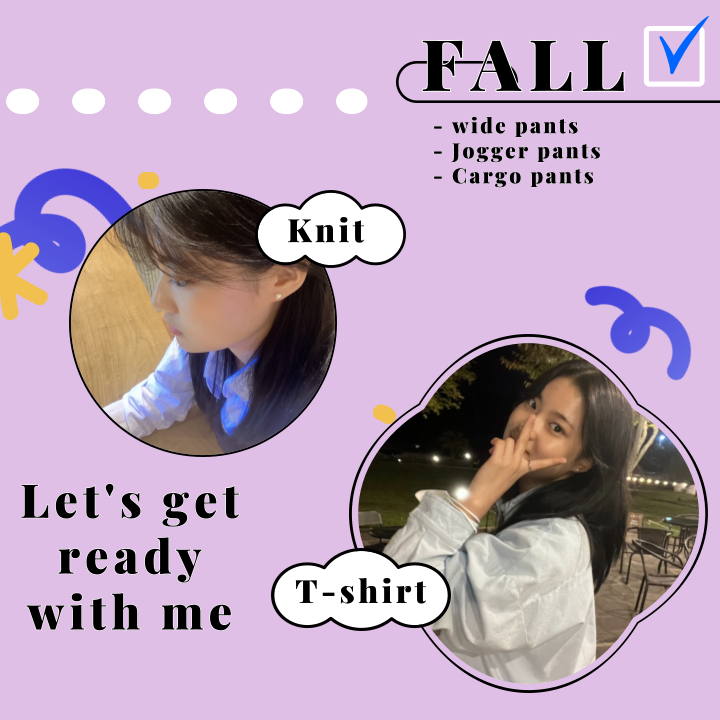 FALL
- wide pants
- Jogger pants
- Cargo pants
Knit
Let's get
ready
with me
T-shirt